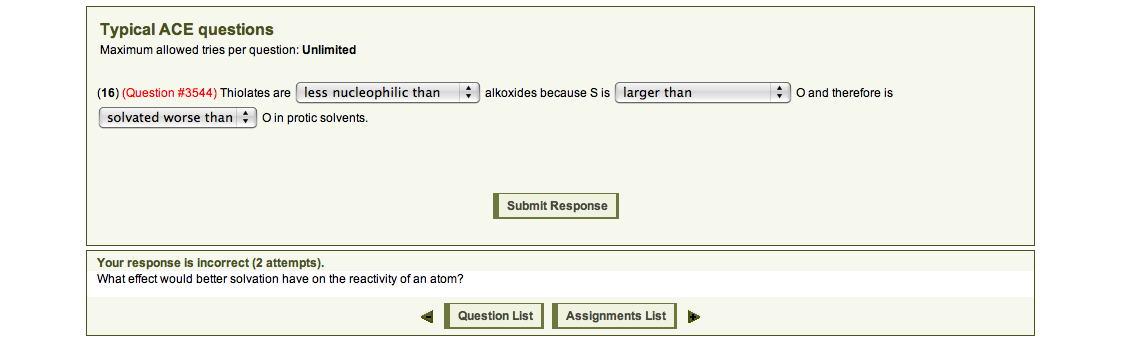 Typical ACE questions
Maximum allowed tries per question: Unlimited
(16) (Question #3544) Thiolates are less nucleophilic than alkoxides because S is larger than O and therefore is
solvated worse than O in protic solvents.
Submit Response
Your response is incorrect (2 attempts).
What effect would better solvation have on the reactivity of an atom?
Question List Assignments List